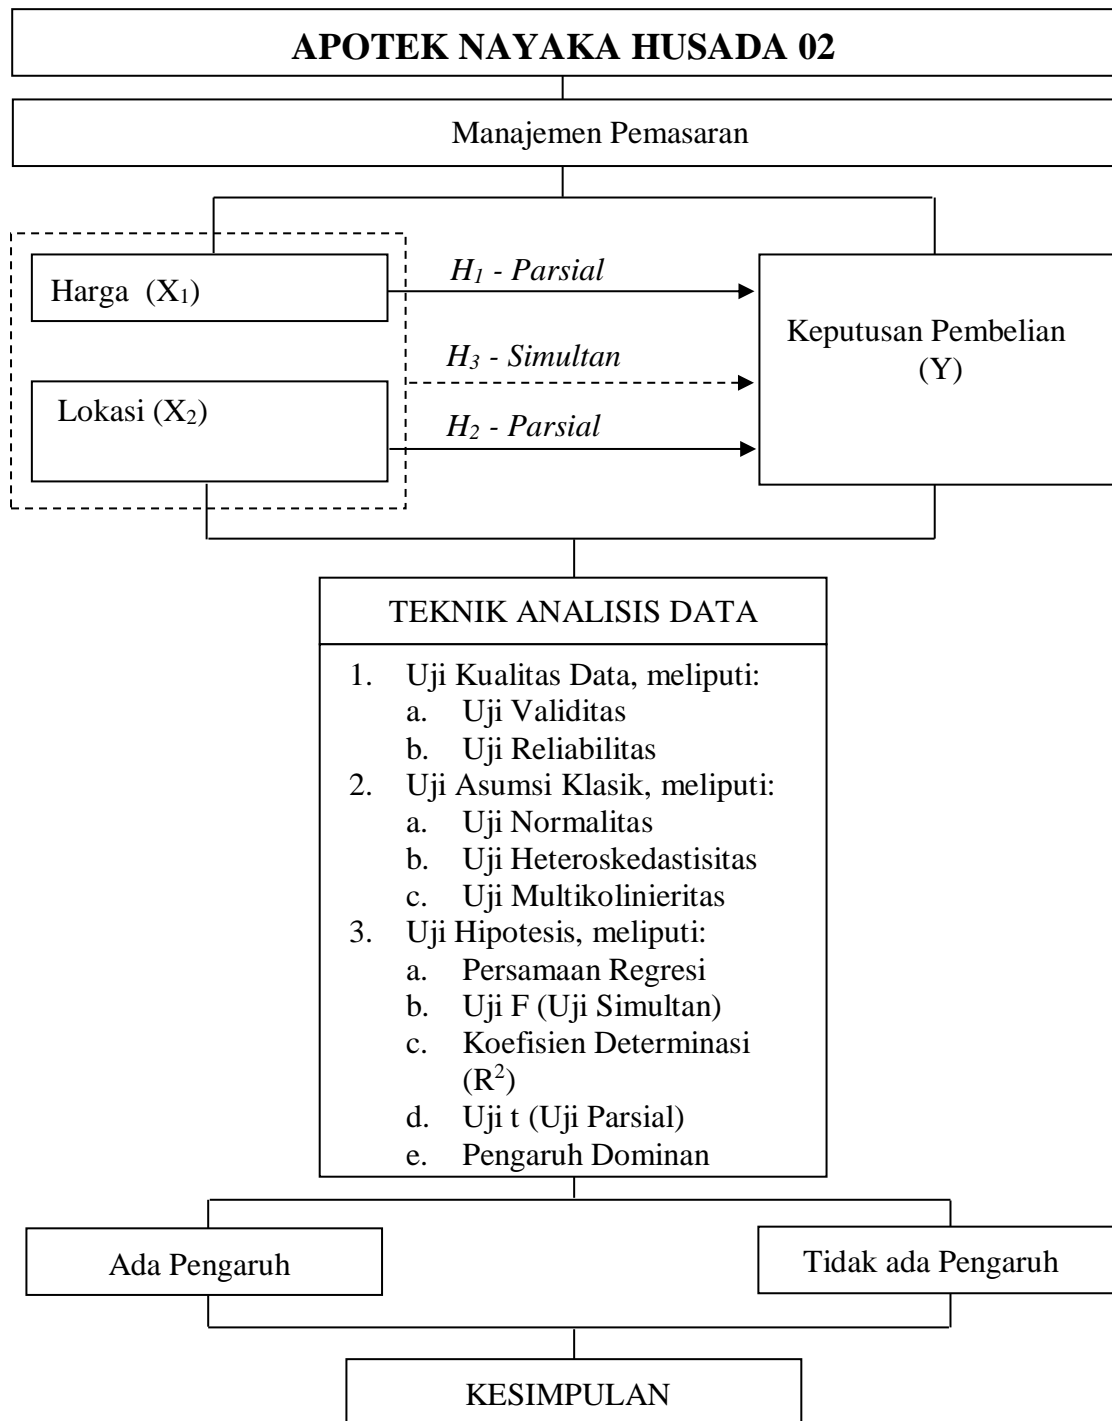 APOTEK NAYAKA HUSADA 02
Manajemen Pemasaran
H₁ - Parsial
Harga (X₁)
Keputusan Pembelian
(Y)
H₃ - Simultan
Lokasi (X₂)
H₂ - Parsial
TEKNIK ANALISIS DATA
1. Uji Kualitas Data, meliputi:
a. Uji Validitas
b. Uji Reliabilitas
2. Uji Asumsi Klasik, meliputi:
a. Uji Normalitas
b. Uji Heteroskedastisitas
c. Uji Multikolinieritas
3. Uji Hipotesis, meliputi:
a. Persamaan Regresi
b. Uji F (Uji Simultan)
c. Koefisien Determinasi
(R²)
d. Uji t (Uji Parsial)
e. Pengaruh Dominan
Ada Pengaruh
Tidak ada Pengaruh
KESIMPULAN